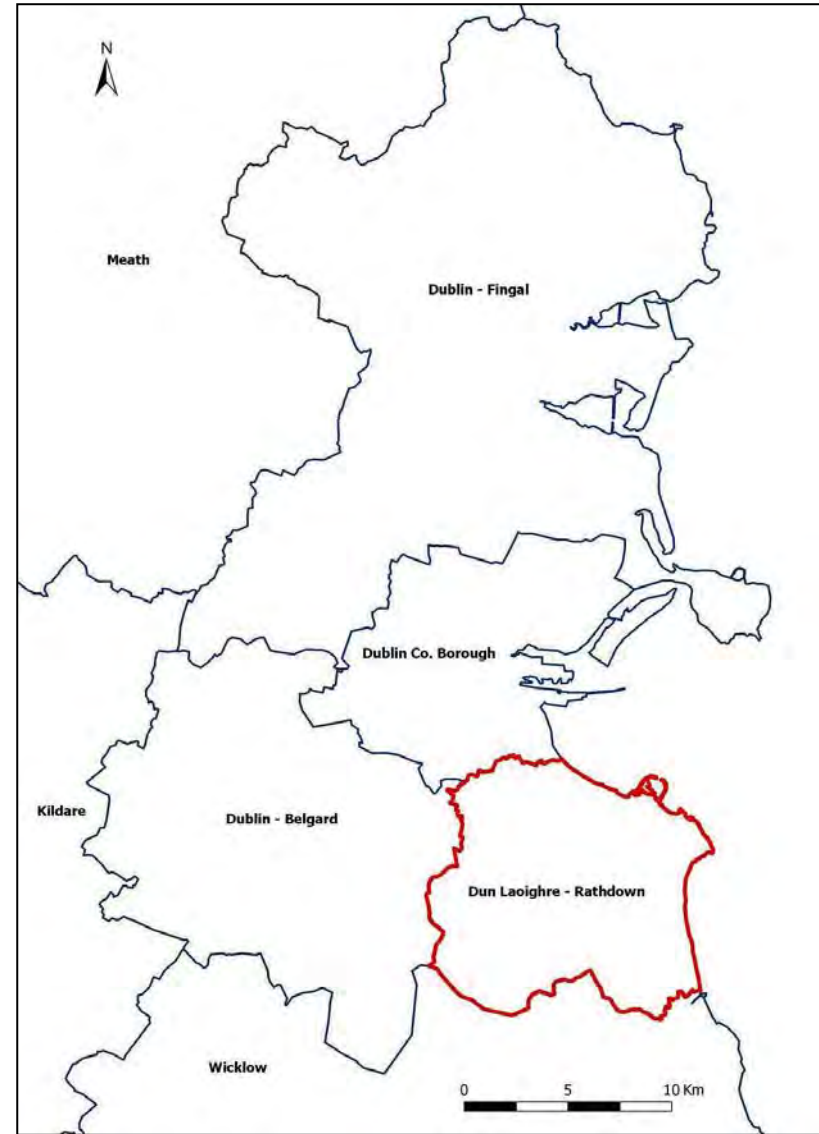 N
Meath
Dublin - Fingal
Dublin Co. Borough
Kildare
Dublin - Belgard
Dun Laoighre - Rathdown
Wicklow
0 5 10 Km